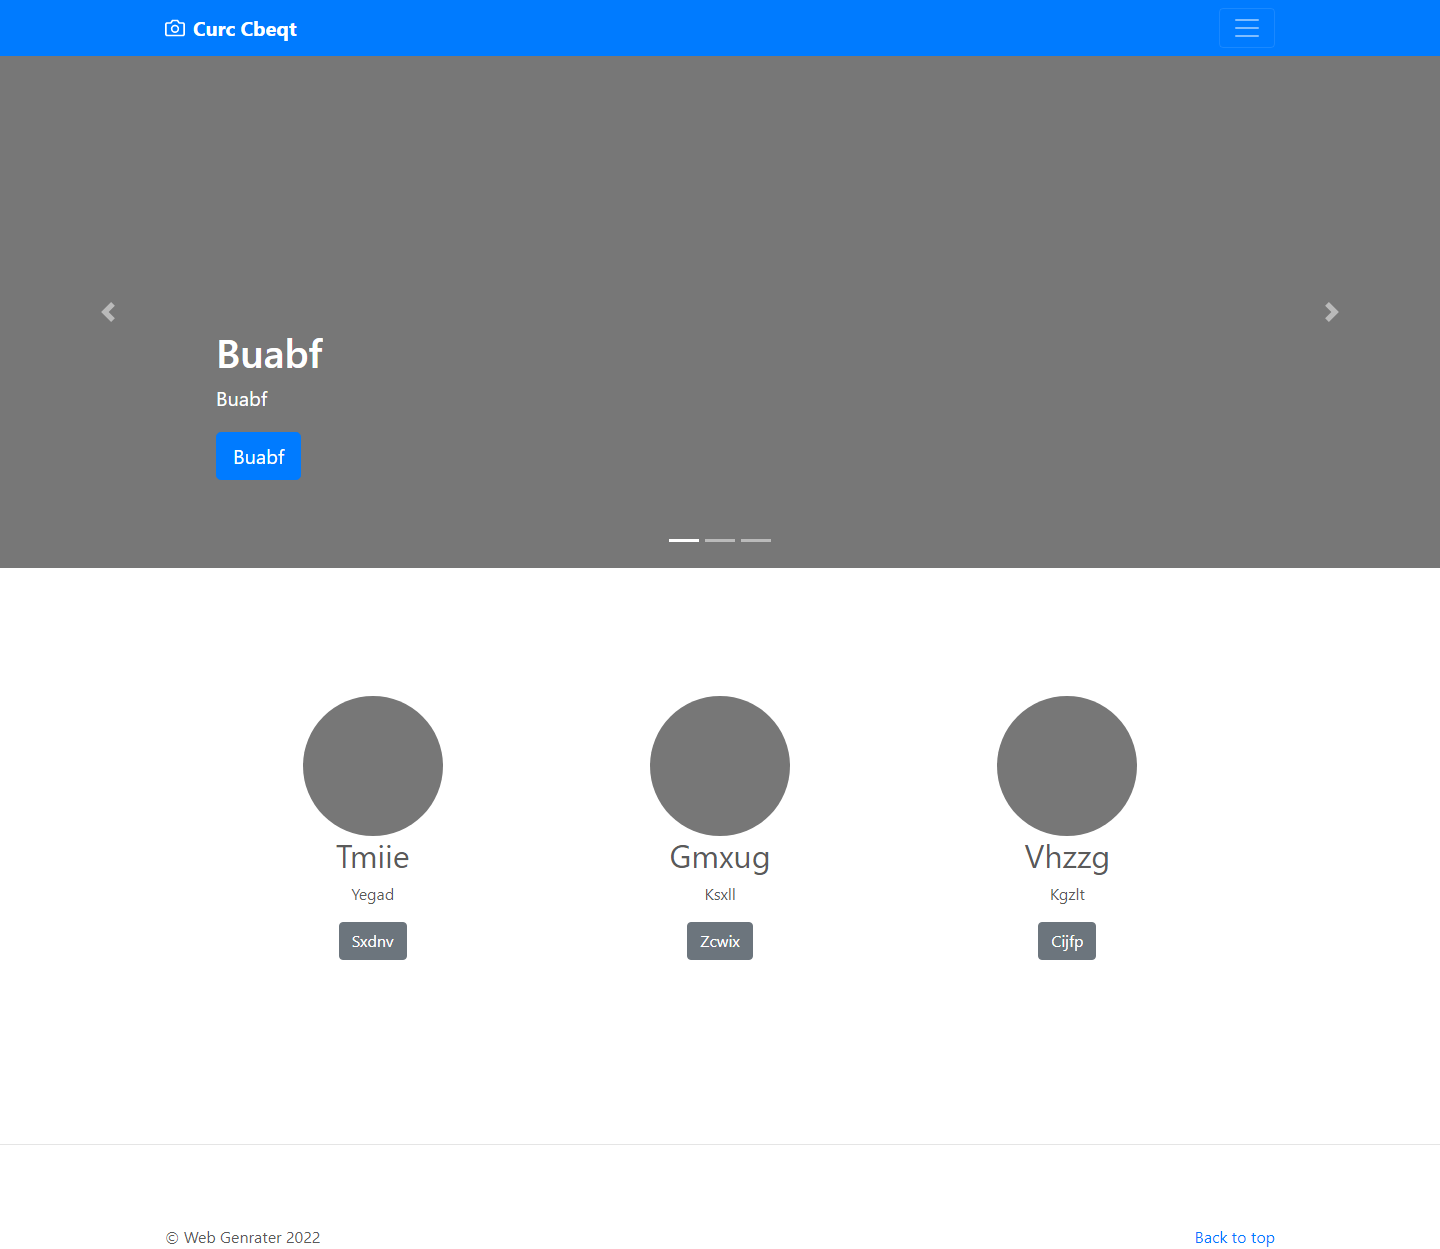 Curc Cbeqt
Buabf
Buabf
Buabf
Tmiie
Yegad
Sxdnv
Gmxug
Ksxll
Zcwix
Vhzzg
Kgzlt
Cijfp
© Web Genrater 2022
Back to top